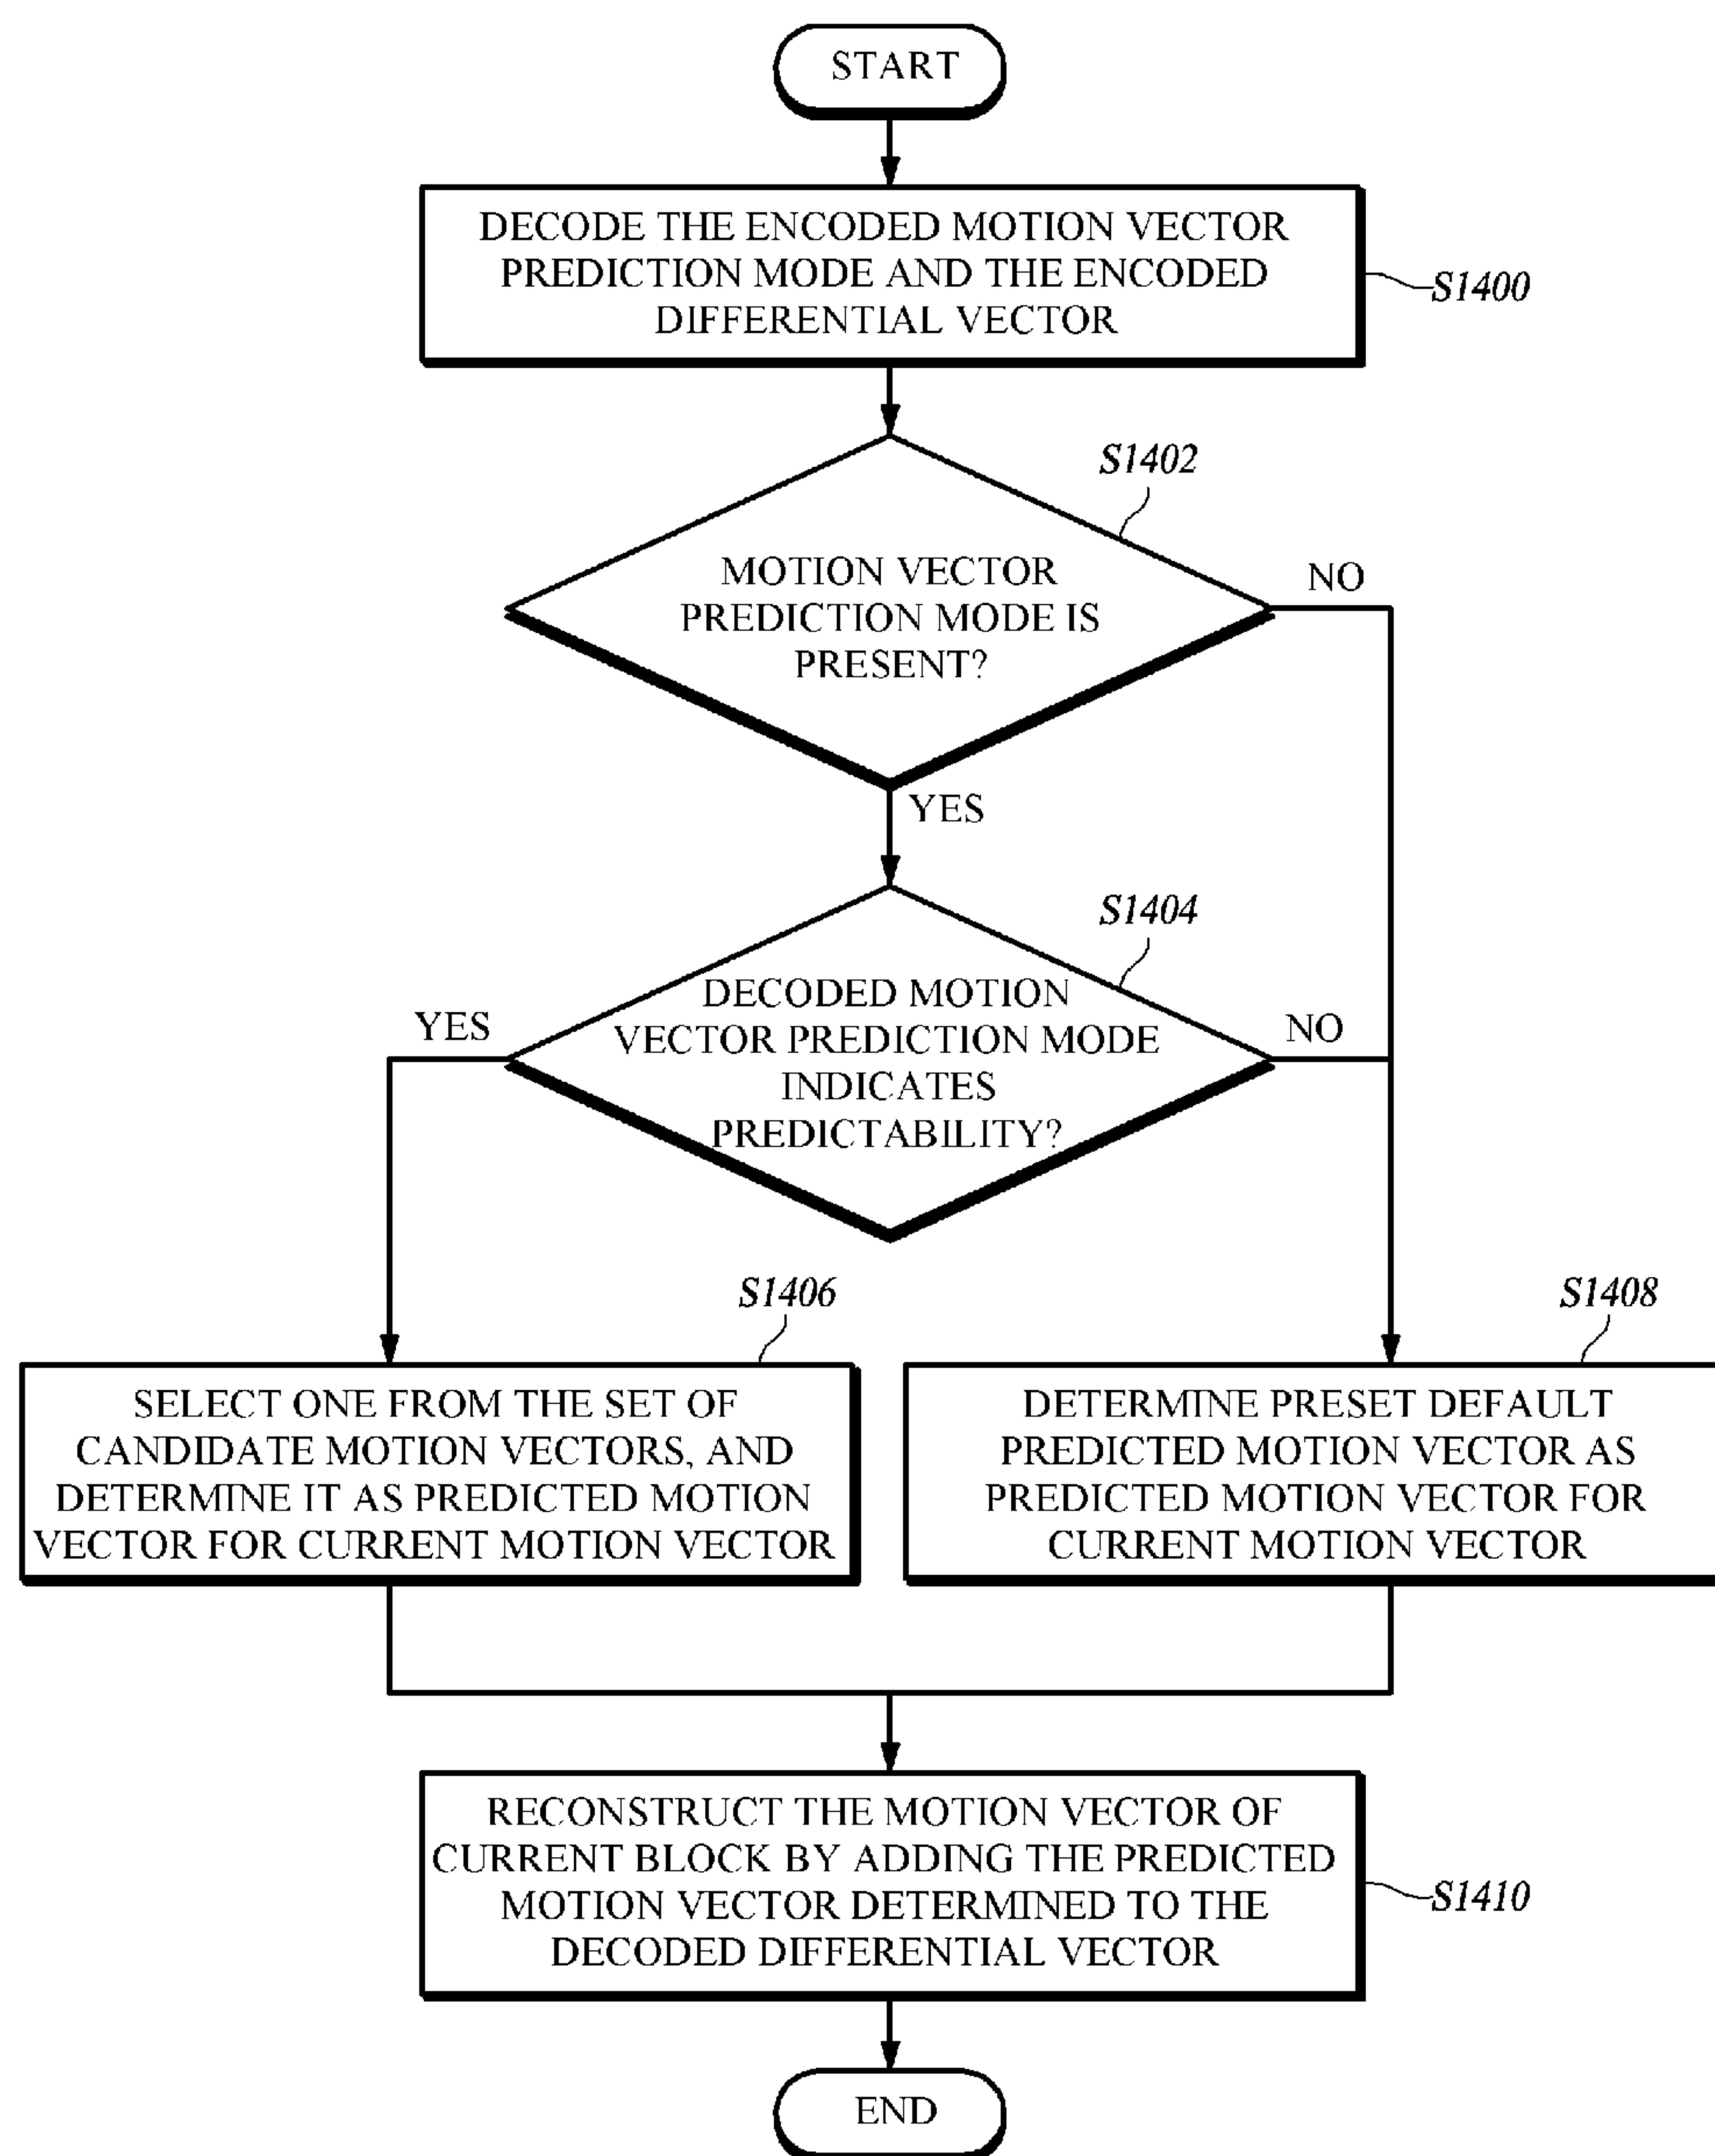 START
DECODE THE ENCODED MOTION VECTOR
PREDICTION MODE AND THE ENCODED
DIFFERENTIAL VECTOR
S1400
S1402
MOTION VECTOR
PREDICTION MODE IS
PRESENT?
NO
YES
S1404
DECODED MOTION
VECTOR PREDICTION MODE
INDICATES
PREDICTABILITY?
YES
NO
S1406
S1408
SELECT ONE FROM THE SET OF
CANDIDATE MOTION VECTORS, AND
DETERMINE IT AS PREDICTED MOTION
VECTOR FOR CURRENT MOTION VECTOR
DETERMINE PRESET DEFAULT
PREDICTED MOTION VECTOR AS
PREDICTED MOTION VECTOR FOR
CURRENT MOTION VECTOR
RECONSTRUCT THE MOTION VECTOR OF
CURRENT BLOCK BY ADDING THE PREDICTED
MOTION VECTOR DETERMINED TO THE
DECODED DIFFERENTIAL VECTOR
S1410
END